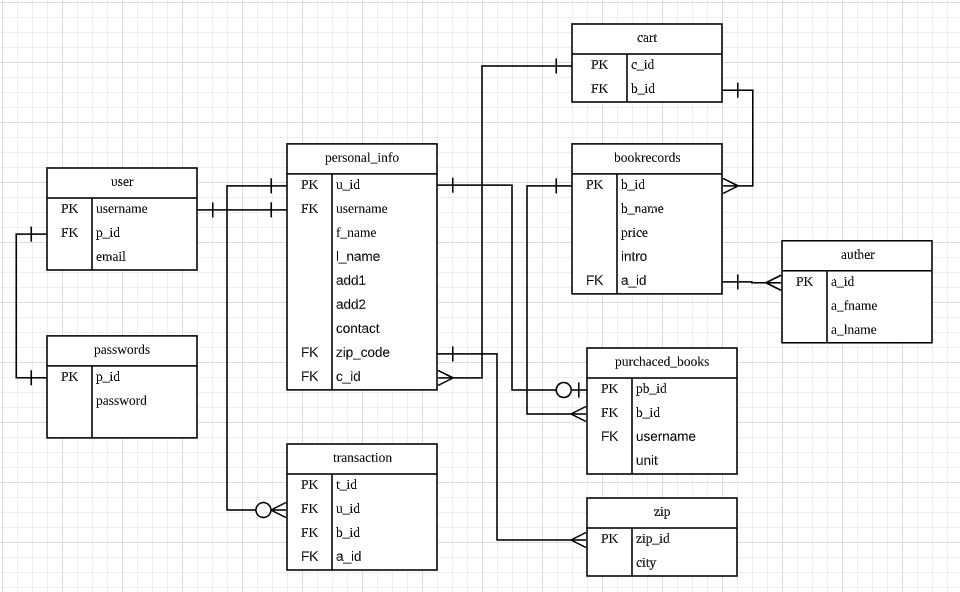 cart
PK c_id
FK b_id
user
PK username
FK p_id
email
personal_info
PK u_id
FK username
f_name
l_name
add1
add2
contact
FK zip_code
FK c_id
bookrecords
PK b_id
b_name
price
intro
FK a_id
auther
PK a_id
a_fname
a_lname
passwords
PK p_id
password
purchaced_books
PK pb_id
FK b_id
FK username
unit
transaction
PK t_id
FK u_id
FK b_id
FK a_id
zip
PK zip_id
city